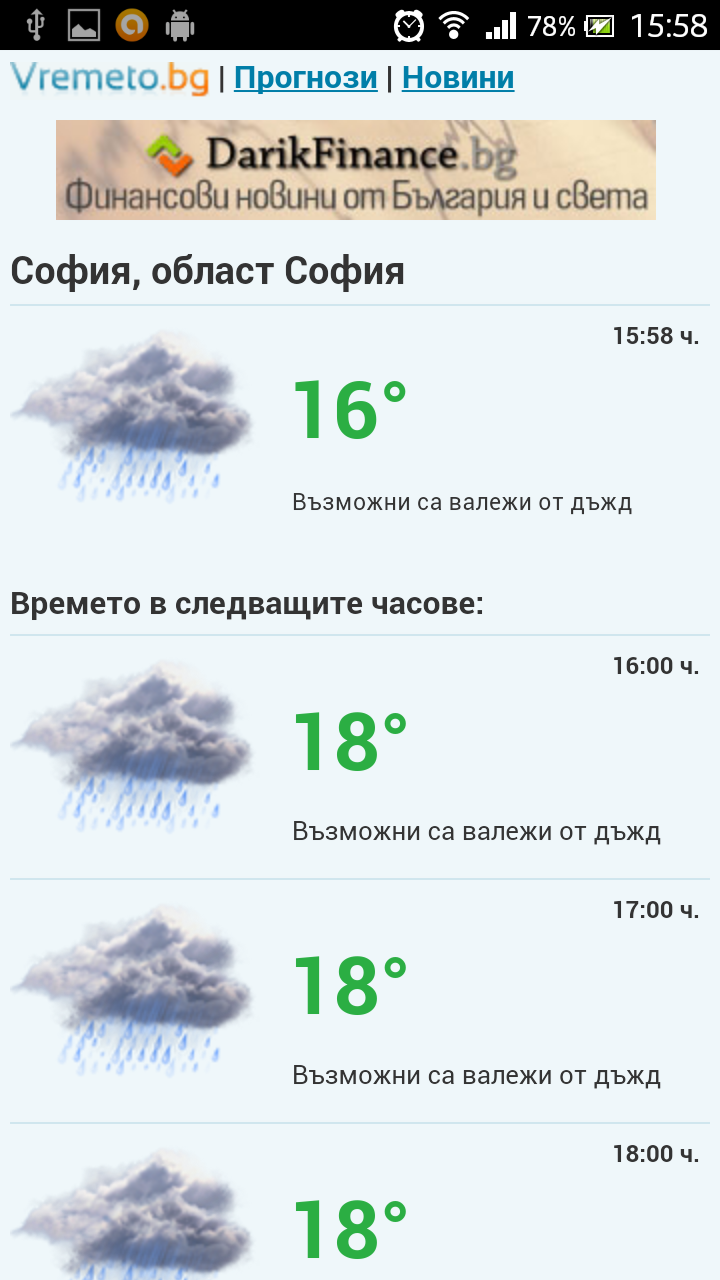 78% 15:58
Vremeto.bg | Прогнози | Новини
DarikFinance.bg
Финансови новини от България и света
София, област София
15:58 ч.
16°
Възможни са валежи от дъжд
Времето в следващите часове:
16:00 ч.
18°
Възможни са валежи от дъжд
17:00 ч.
18°
Възможни са валежи от дъжд
18:00 ч.
18°